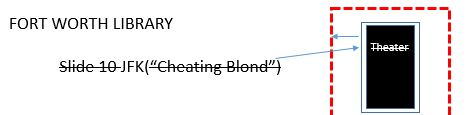 FORT WORTH LIBRARY
Slide 10 JFK(“Cheating Blond”)
Theater